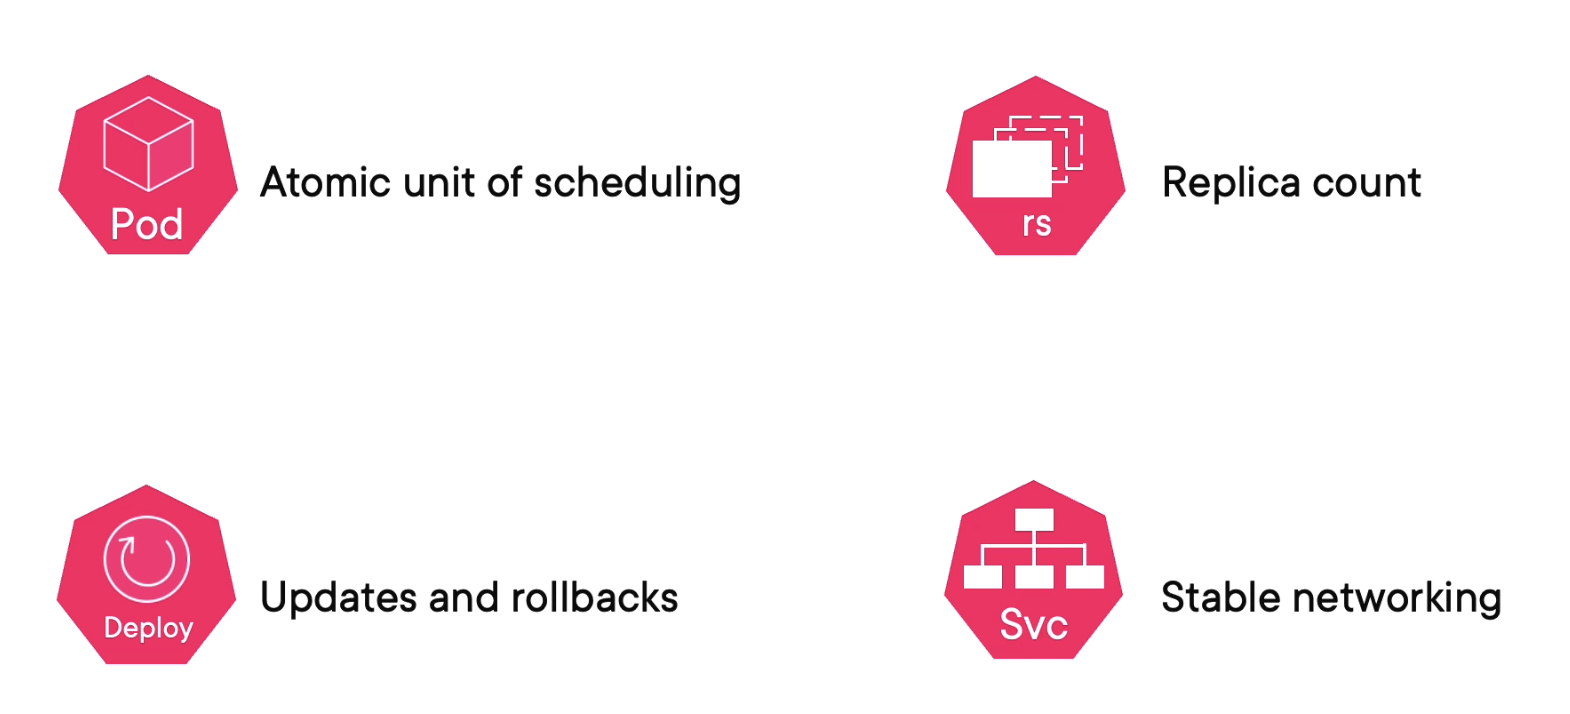 Pod
Atomic unit of scheduling
rs
Replica count
Deploy
Updates and rollbacks
Svc
Stable networking